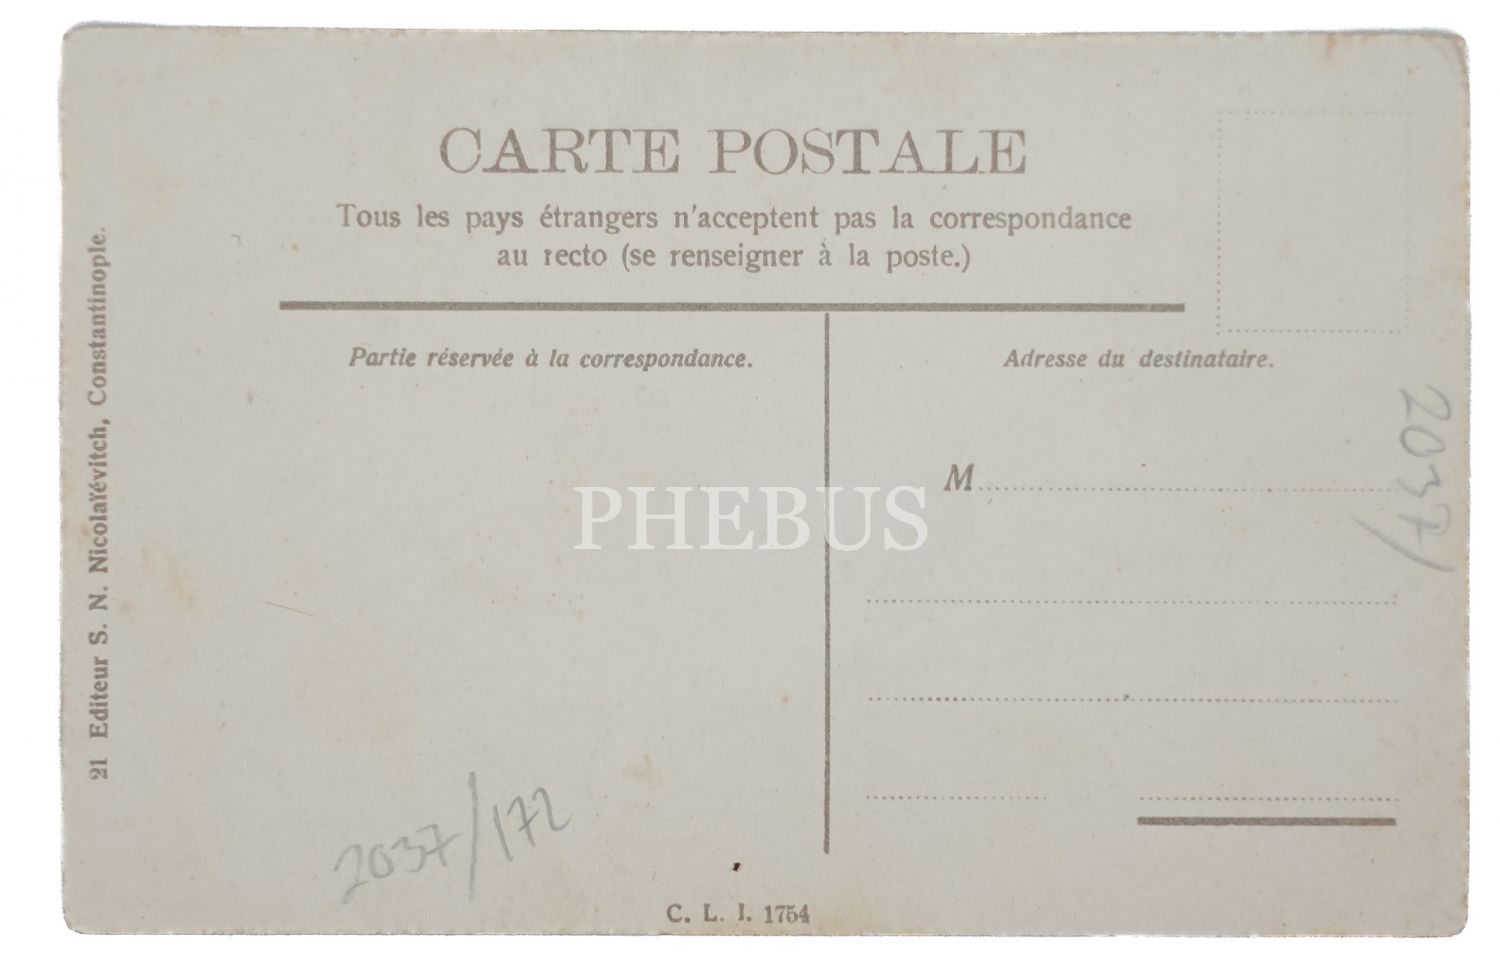 CARTE POSTALE
Tous les pays étrangers n'acceptent pas la correspondance
au recto (se renseigner à la poste.)
Partie réservée à la correspondance.
Adresse du destinataire.
M
21 Editeur S. N. Nicolaïévitch, Constantinople.
PHEBUS
2037/
2037/172
C. L. I. 1754